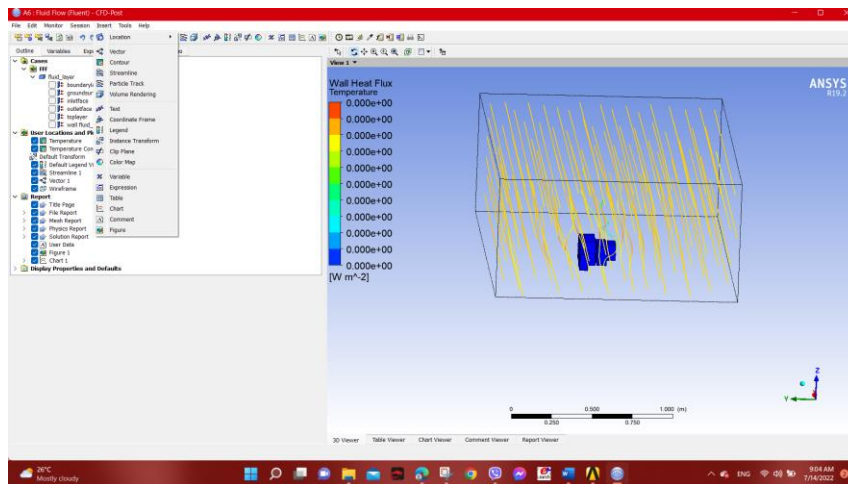 A6 : Fluid Flow (Fluent) - CFD-Post
File Edit Monitor Session Insert Tools Help
Location
Vector
Contour
Streamline
Particle Track
Volume Rendering
Text
Coordinate Frame
Legend
Instance Transform
Clip Plane
Color Map
Variable
Expression
Table
Chart
Comment
Figure
Outline Variables
Cases
fluid_layer
inletface
outletface
toplayer
wall fluid_
User Locations and
Temperature
Temperature Con
Default Transform
Default Legend
Streamline 1
Vector 1
Wireframe
Report
Title Page
File Report
Mesh Report
Physics Report
Solution Report
User Data
Figure 1
Chart 1
Display Properties and Defaults
View 1
Wall Heat Flux
Temperature
0.000e+00
0.000e+00
0.000e+00
0.000e+00
0.000e+00
0.000e+00
0.000e+00
0.000e+00
0.000e+00
0.000e+00
0.000e+00
[W m^-2]
ANSYS
R19.2
Z
Y
0 0.500 1.000 (m)
0.250 0.750
3D Viewer Table Viewer Chart Viewer Comment Viewer Report Viewer
26°C
Mostly cloudy
ENG
9:04 AM
7/14/2022